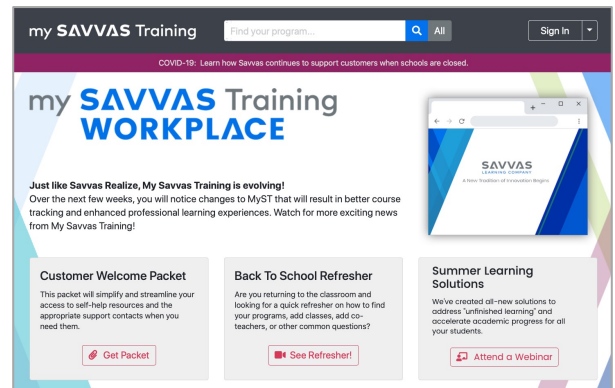 my SAVVAS Training
Find your program...
All
Sign In
COVID-19: Learn how Savvas continues to support customers when schools are closed.
my SAVVAS Training
WORKPLACE
SAVVAS
LEARNING COMPANY
A New Tradition of Innovation Begins
Just like Savvas Realize, My Savvas Training is evolving!
Over the next few weeks, you will notice changes to MyST that will result in better course
tracking and enhanced professional learning experiences. Watch for more exciting news
from My Savvas Training!
Customer Welcome Packet
This packet will simplify and streamline your
access to self-help resources and the
appropriate support contacts when you
need them.
Get Packet
Back To School Refresher
Are you returning to the classroom and
looking for a quick refresher on how to find
your programs, add classes, add co-
teachers, or other common questions?
See Refresher!
Summer Learning
Solutions
We've created all-new solutions to
address "unfinished learning" and
accelerate academic progress for all
your students.
Attend a Webinar